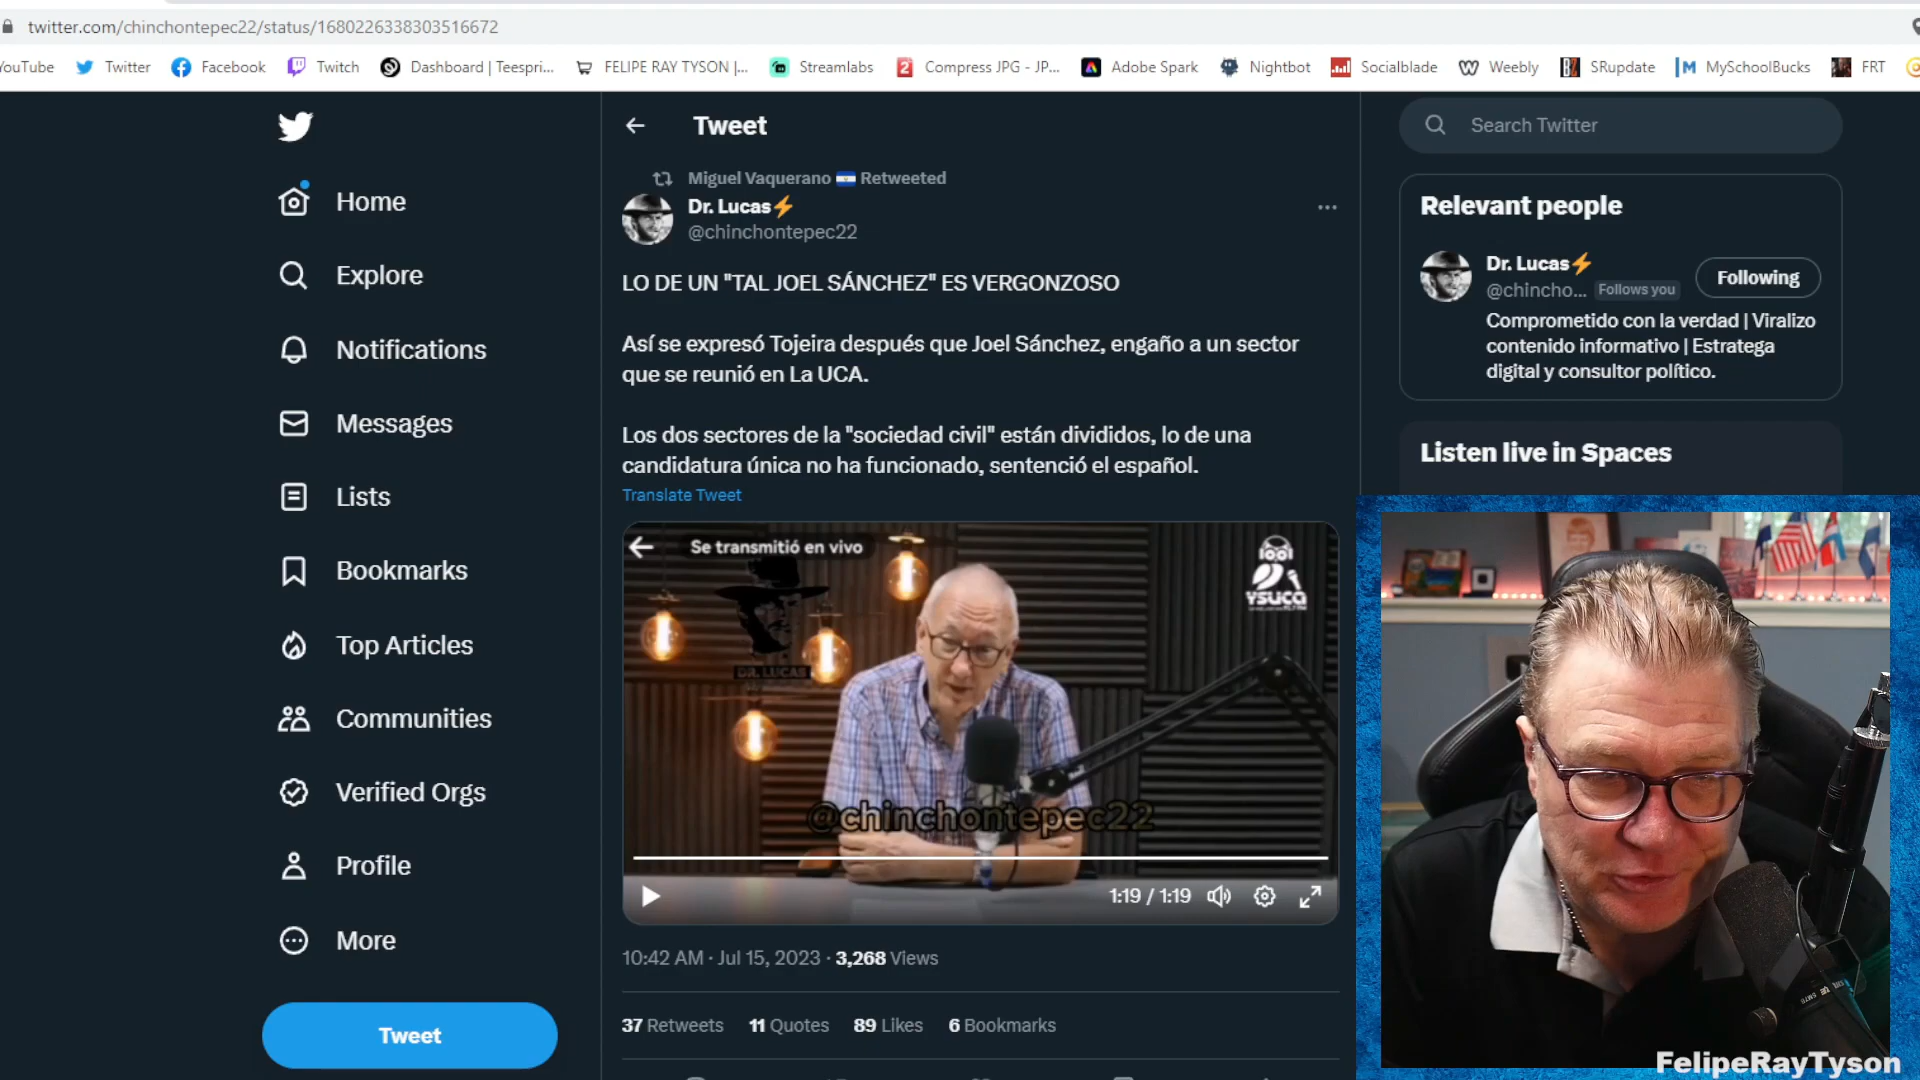 twitter.com/chinchontepec22/status/1680226338303516672
YouTube Twitter Facebook Twitch Dashboard | Teespri... FELIPE RAY TYSON |... Streamlabs Compress JPG - JP... Adobe Spark Nightbot Socialblade Weebly SRupdate MySchoolBucks FRT
Tweet
Search Twitter
Home
Explore
Notifications
Messages
Lists
Bookmarks
Top Articles
Communities
Verified Orgs
Profile
More
Tweet
Miguel Vaquerano 🇸🇻 Retweeted
Dr. Lucas⚡
@chinchontepec22
LO DE UN "TAL JOEL SÁNCHEZ" ES VERGONZOSO
Así se expresó Tojeira después que Joel Sánchez, engaño a un sector
que se reunió en La UCA.
Los dos sectores de la "sociedad civil" están divididos, lo de una
candidatura única no ha funcionado, sentenció el español.
Translate Tweet
Se transmitió en vivo
YSUCA
DR. LUCAS
@chinchontepec22
1:19 / 1:19
10:42 AM · Jul 15, 2023 · 3,268 Views
37 Retweets 11 Quotes 89 Likes 6 Bookmarks
Relevant people
Dr. Lucas⚡
@chincho... Follows you
Following
Comprometido con la verdad | Viralizo
contenido informativo | Estratega
digital y consultor político.
Listen live in Spaces
FelipeRayTyson